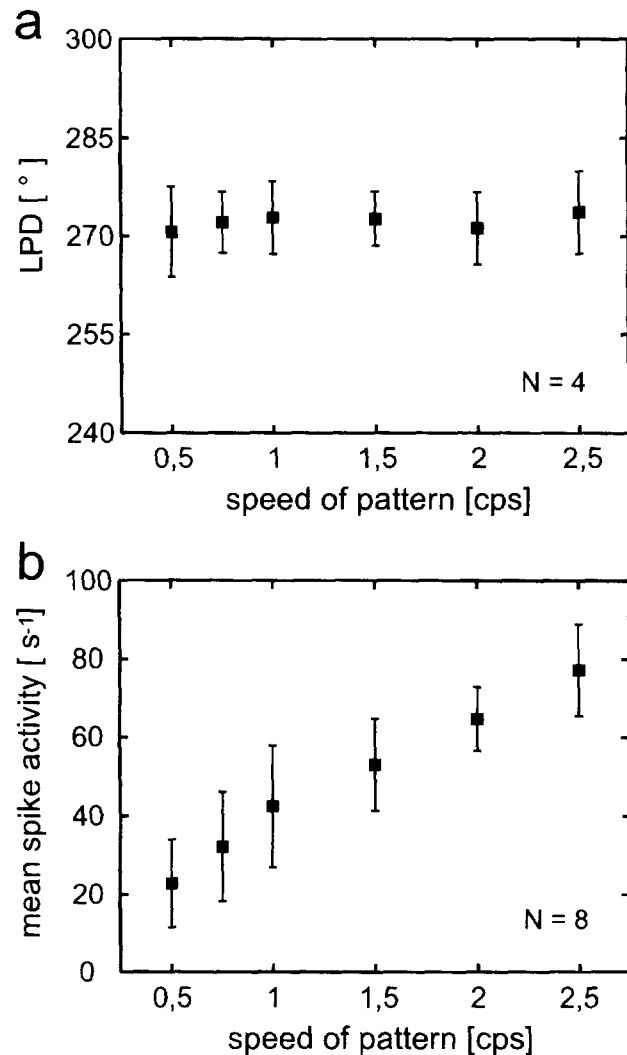 a
300
285
270
255
240
LPD [ ° ]
N = 4
0,5 1 1,5 2 2,5
speed of pattern [cps]
b
100
80
60
40
20
0
mean spike activity [ s-1]
N = 8
0,5 1 1,5 2 2,5
speed of pattern [cps]